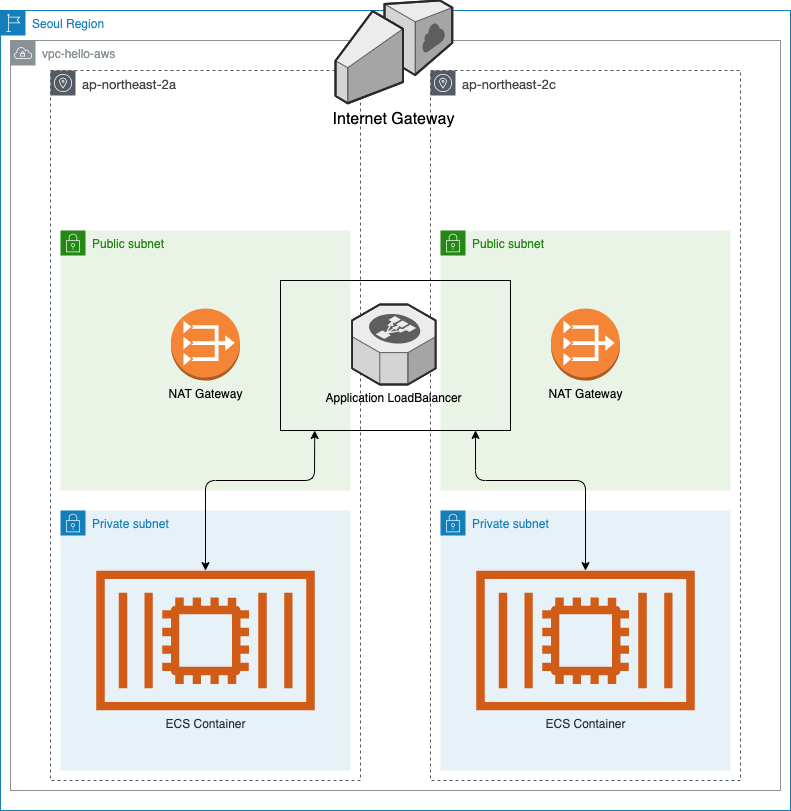 Seoul Region
vpc-hello-aws
ap-northeast-2a
ap-northeast-2c
Internet Gateway
Public subnet
Public subnet
NAT Gateway
Application LoadBalancer
NAT Gateway
Private subnet
Private subnet
ECS Container
ECS Container